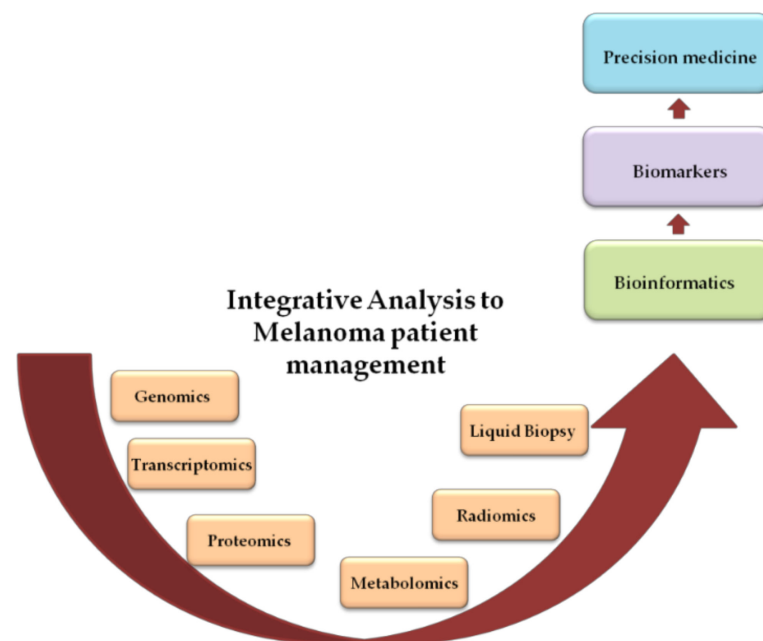 Precision medicine
Biomarkers
Bioinformatics
Integrative Analysis to
Melanoma patient
management
Genomics
Transcriptomics
Proteomics
Metabolomics
Radiomics
Liquid Biopsy